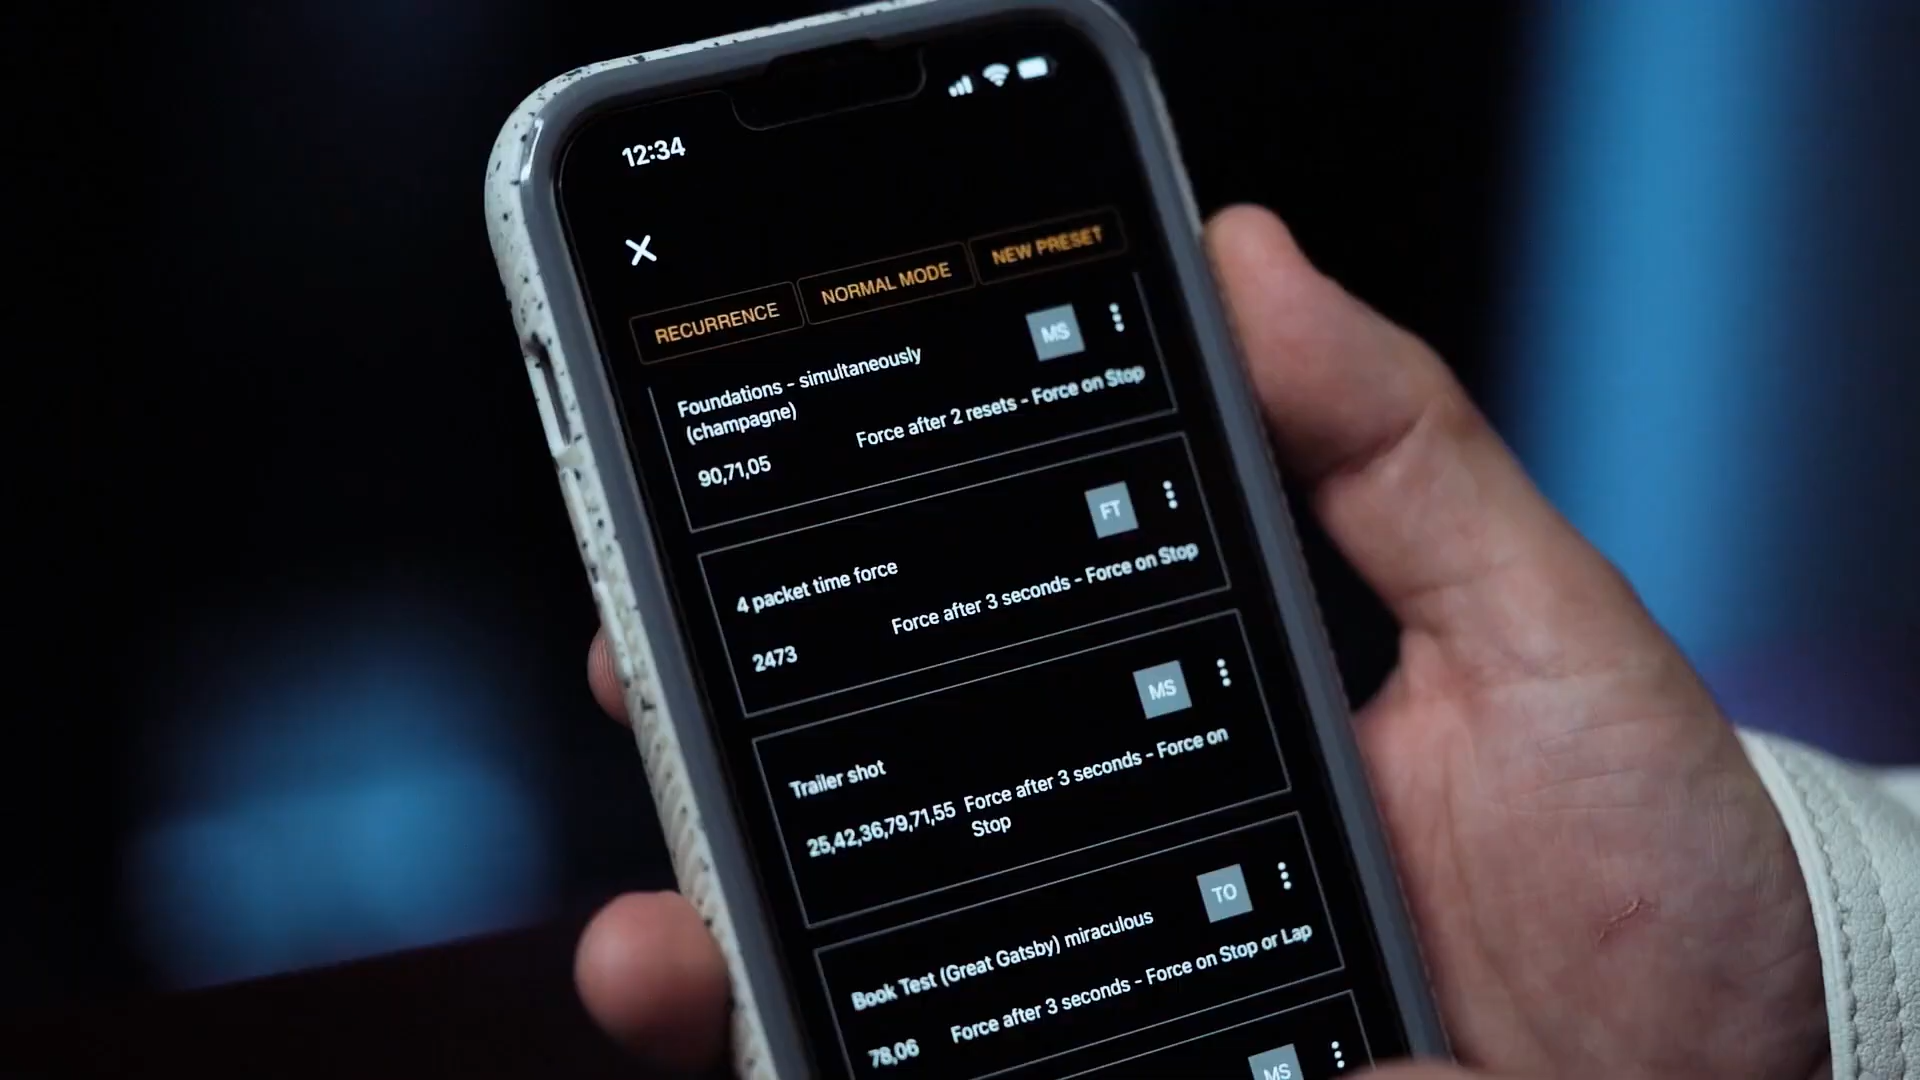 12:34
RECURRENCE
NORMAL MODE
NEW PRESET
MS
Foundations - simultaneously
(champagne)
90,71,05
Force after 2 resets - Force on Stop
FT
4 packet time force
2473
Force after 3 seconds - Force on Stop
MS
Trailer shot
25,42,36,79,71,55
Force after 3 seconds - Force on
Stop
TO
Book Test (Great Gatsby) miraculous
78,06
Force after 3 seconds - Force on Stop or Lap
MS